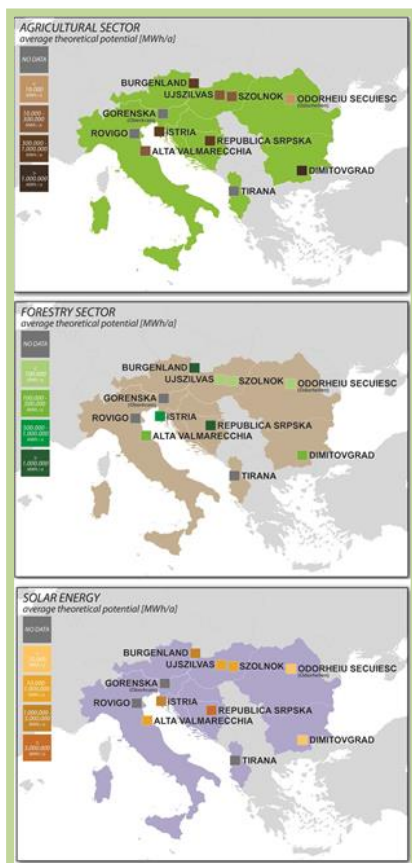 AGRICULTURAL SECTOR
average theoretical potential [MWh/a]
NO DATA
BURGENLAND
UJSZILVAS
SZOLNOK
ODORHEIU SECUIESC
GORENSKA
ROVIGO
ISTRIA
REPUBLICA SRPSKA
ALTA VALMARECCHIA
DIMITOVGRAD
TIRANA
FORESTRY SECTOR
average theoretical potential [MWh/a]
NO DATA
BURGENLAND
UJSZILVAS
SZOLNOK
ODORHEIU SECUIESC
GORENSKA
ROVIGO
ISTRIA
REPUBLICA SRPSKA
ALTA VALMARECCHIA
DIMITOVGRAD
TIRANA
SOLAR ENERGY
average theoretical potential [MWh/a]
NO DATA
BURGENLAND
UJSZILVAS
SZOLNOK
ODORHEIU SECUIESC
GORENSKA
ROVIGO
ISTRIA
REPUBLICA SRPSKA
ALTA VALMARECCHIA
DIMITOVGRAD
TIRANA